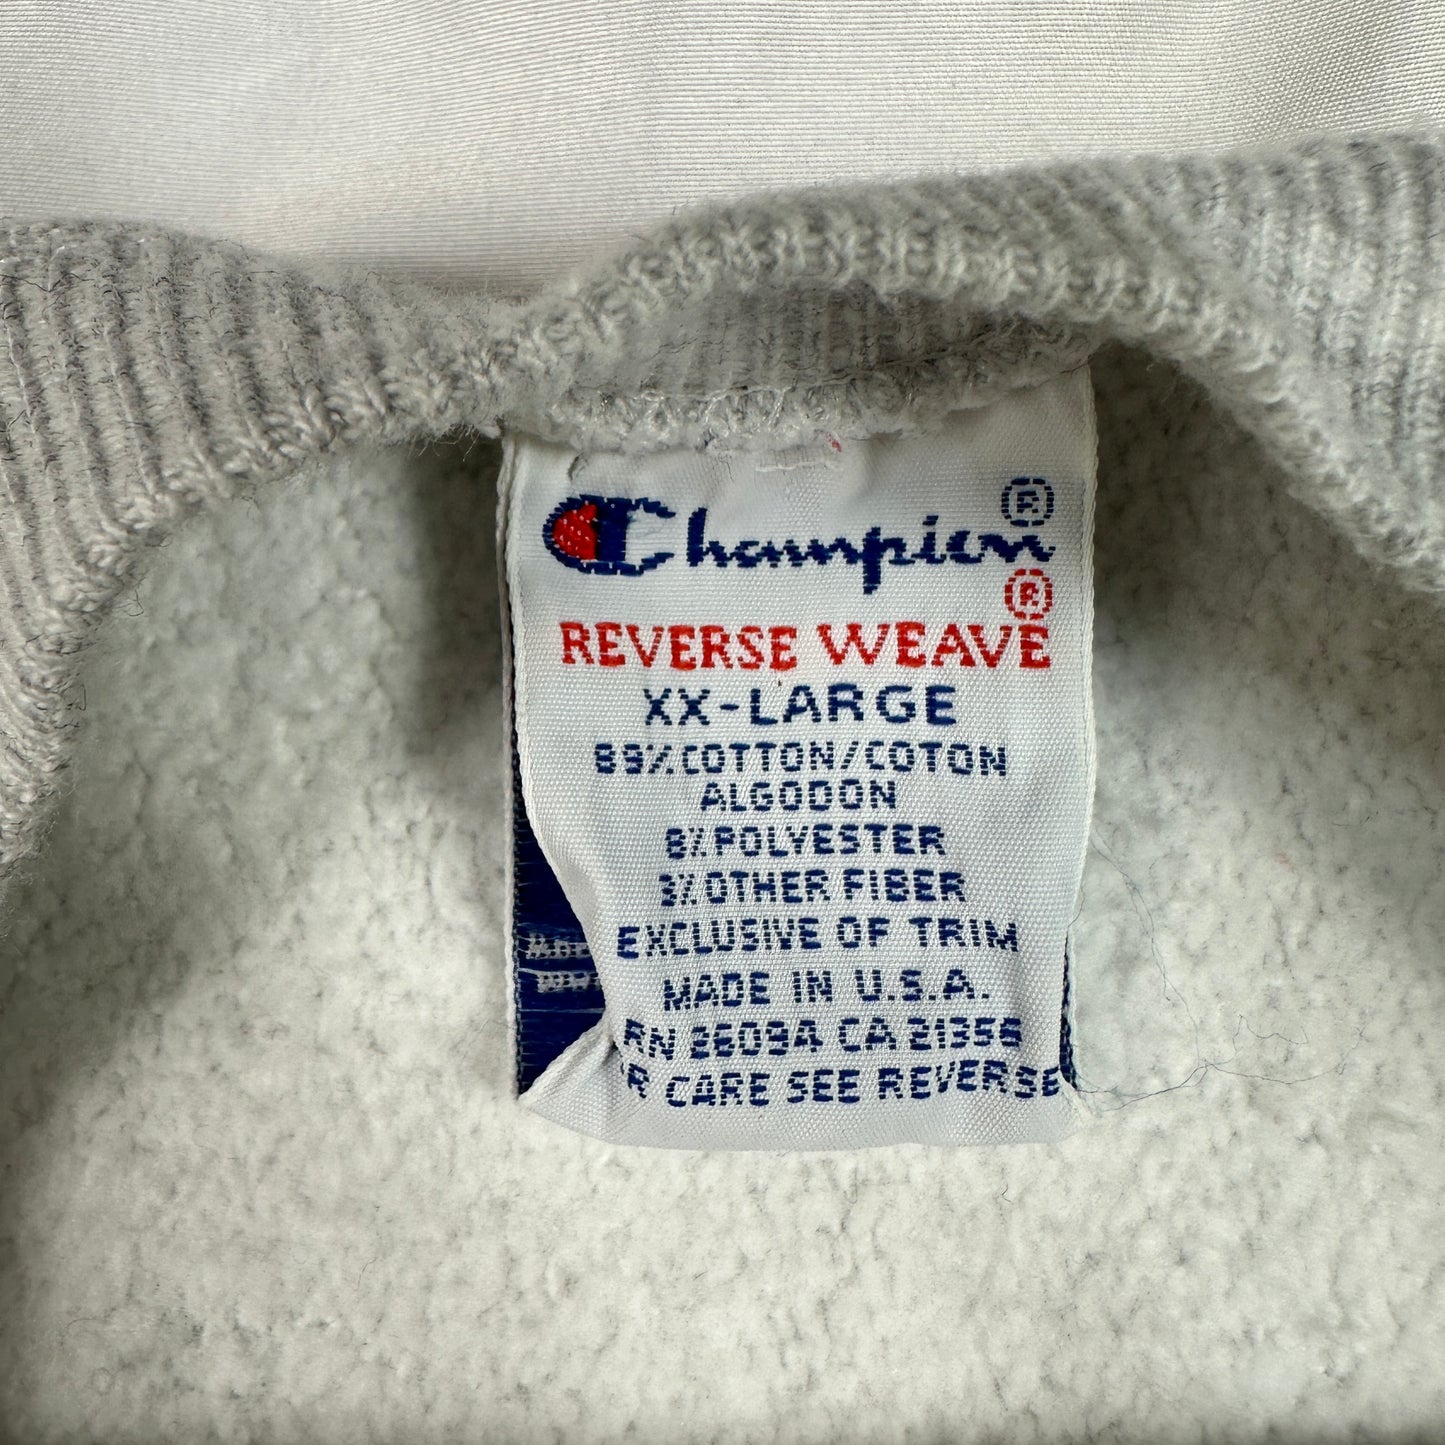 Champion®
REVERSE WEAVE®
XX-LARGE
89% COTTON/COTON
ALGODON
8% POLYESTER
3% OTHER FIBER
EXCLUSIVE OF TRIM
MADE IN U.S.A.
RN 26094 CA 21356
CARE SEE REVERSE